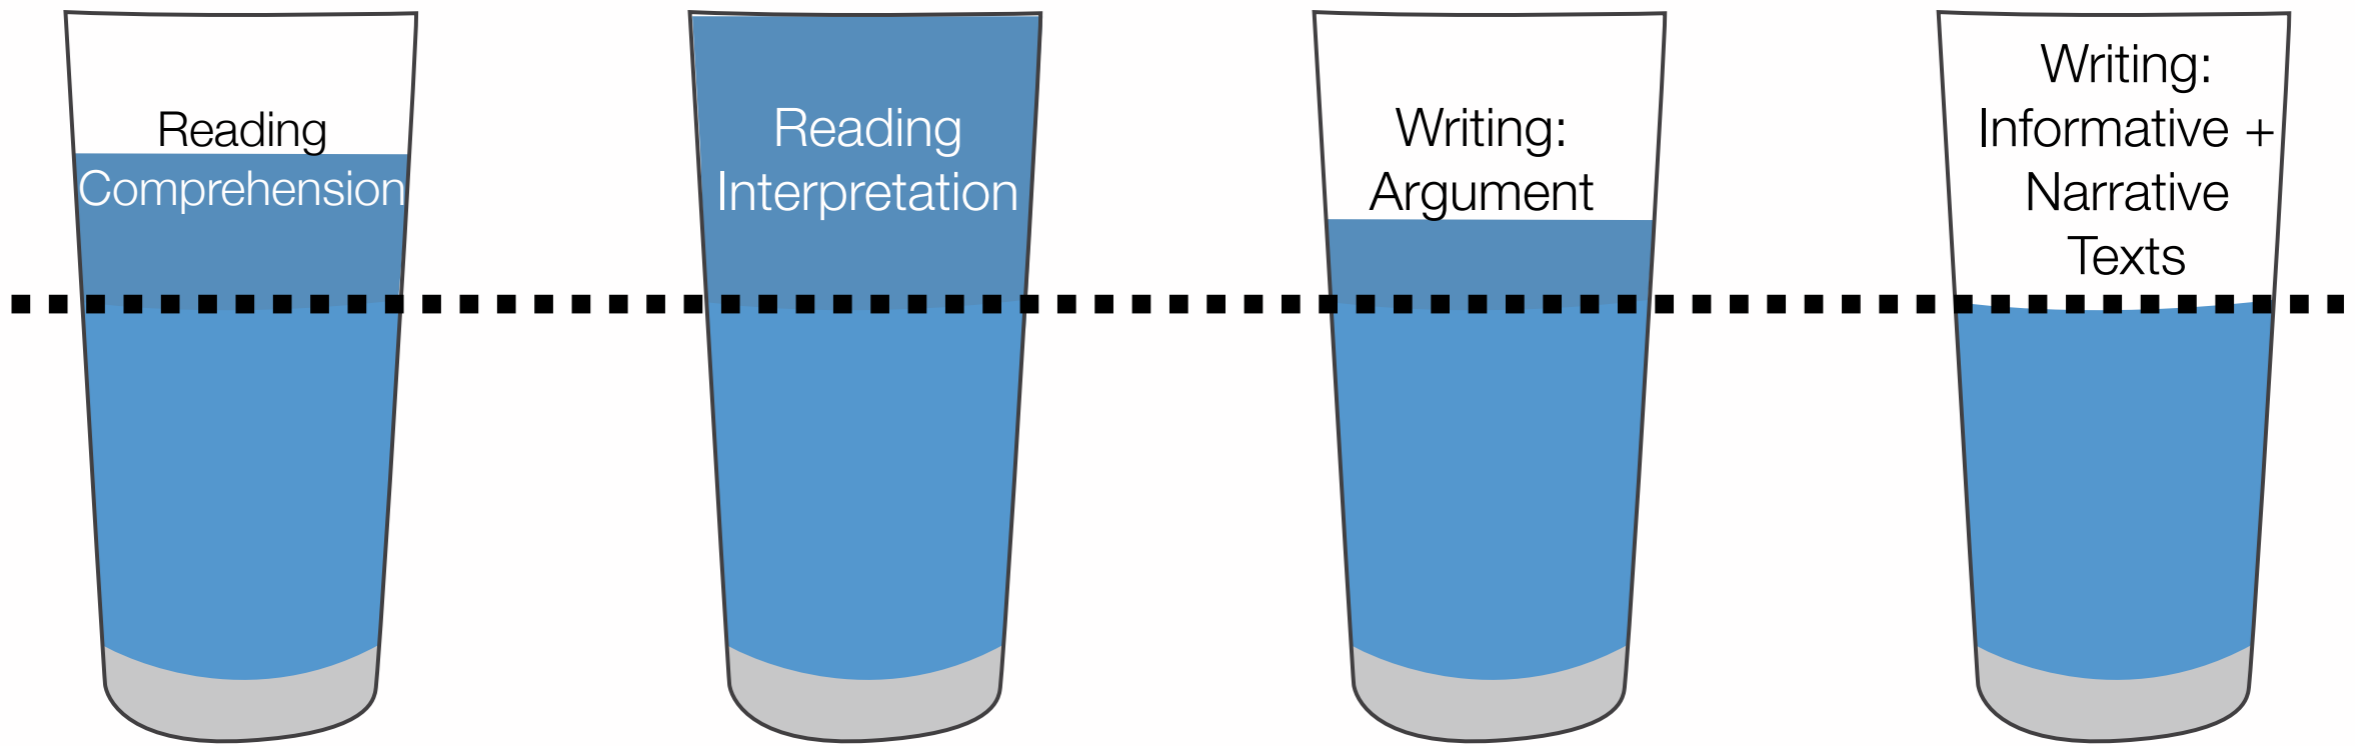 Reading
Comprehension
Reading
Interpretation
Writing:
Argument
Writing:
Informative +
Narrative
Texts